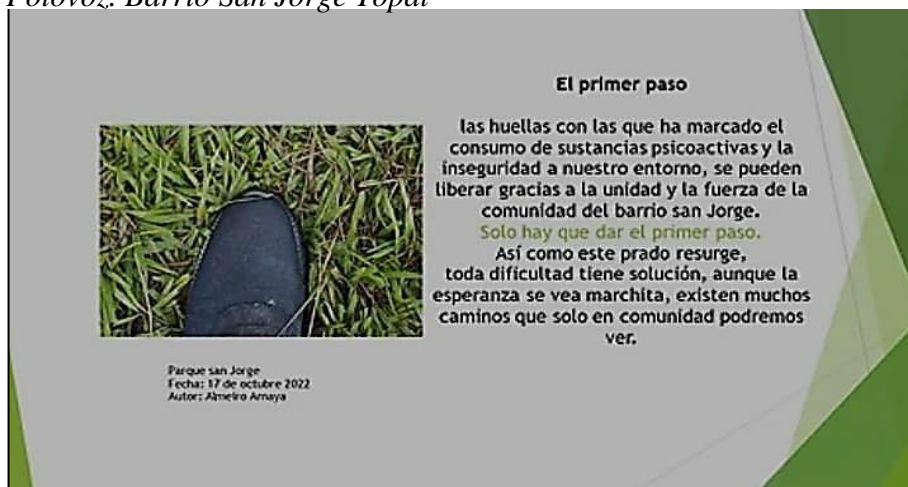 Fotovoz. Barrio San Jorge Yopal
El primer paso
las huellas con las que ha marcado el
consumo de sustancias psicoactivas y la
inseguridad a nuestro entorno, se pueden
liberar gracias a la unidad y la fuerza de la
comunidad del barrio san Jorge.
Solo hay que dar el primer paso.
Así como este prado resurge,
toda dificultad tiene solución, aunque la
esperanza se vea marchita, existen muchos
caminos que solo en comunidad podremos
ver.
Parque san Jorge
Fecha: 17 de octubre 2022
Autor: Almeiro Amaya